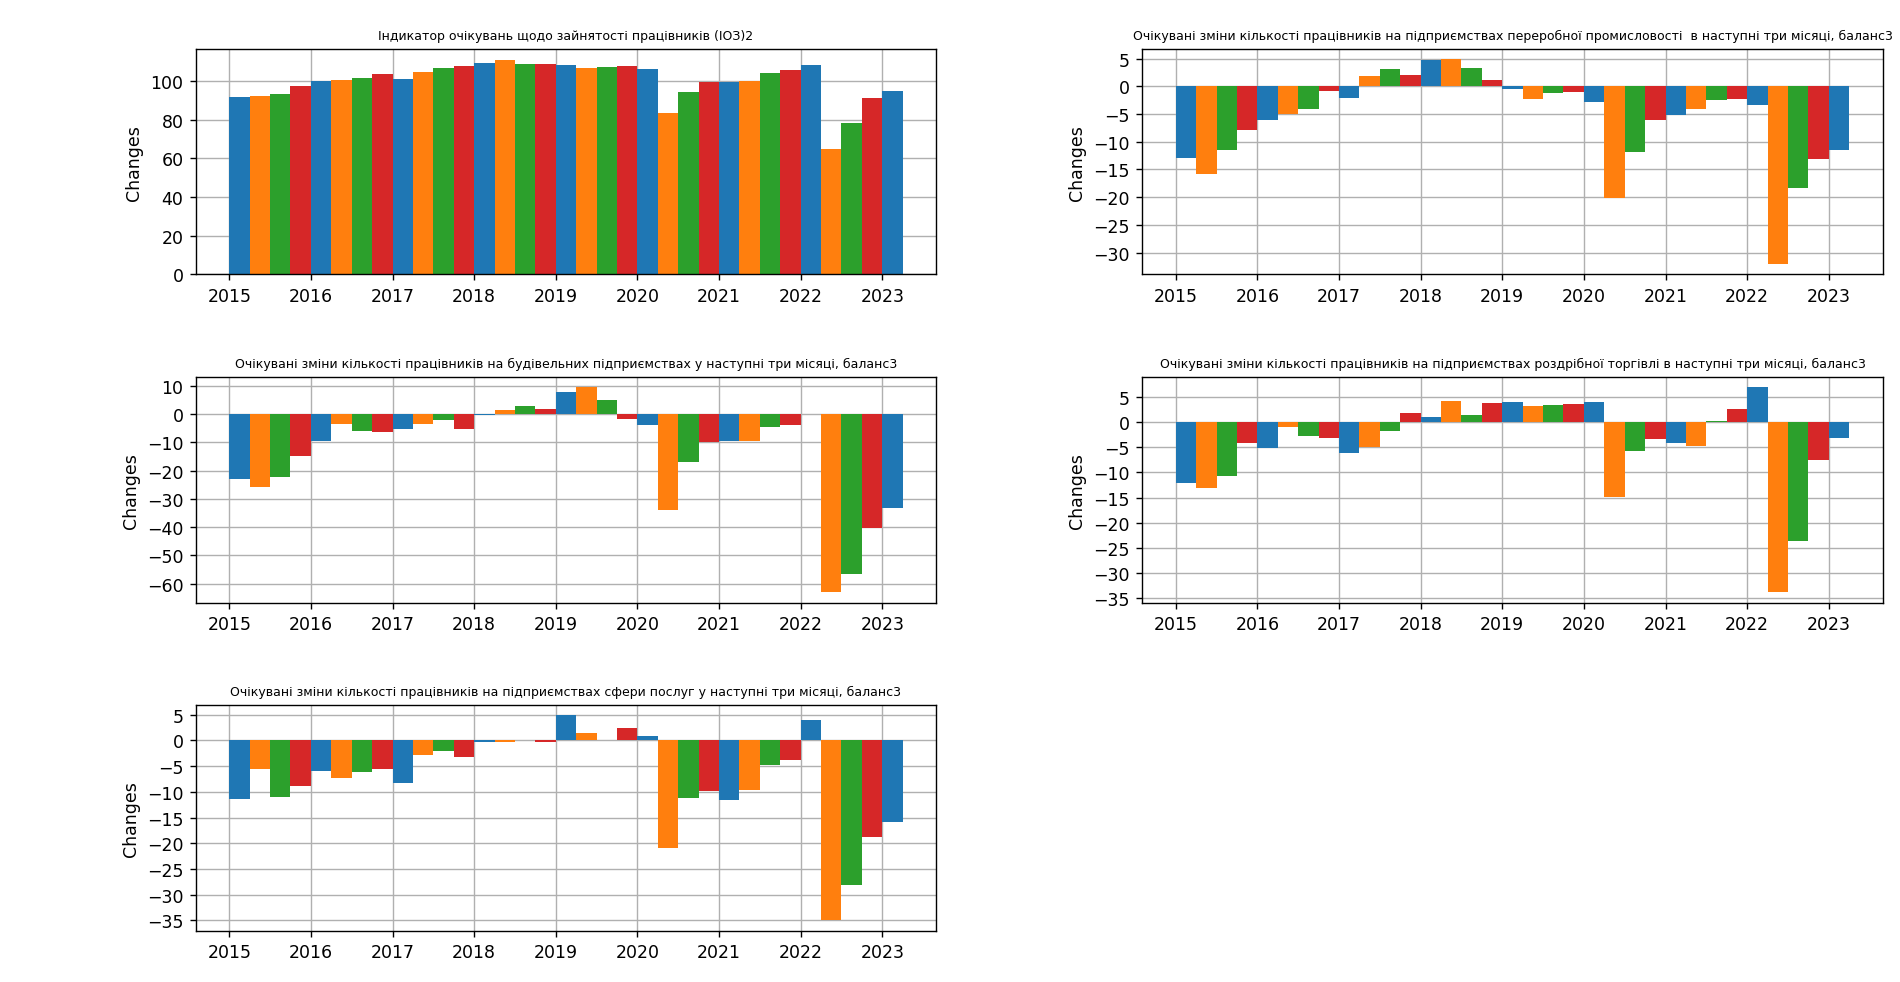 Індикатор очікувань щодо зайнятості працівників (ІОЗ)2
Changes
100
80
60
40
20
0
2015 2016 2017 2018 2019 2020 2021 2022 2023
Очікувані зміни кількості працівників на підприємствах переробної промисловості в наступні три місяці, баланс3
Changes
5
0
−5
−10
−15
−20
−25
−30
2015 2016 2017 2018 2019 2020 2021 2022 2023
Очікувані зміни кількості працівників на будівельних підприємствах у наступні три місяці, баланс3
Changes
10
0
−10
−20
−30
−40
−50
−60
2015 2016 2017 2018 2019 2020 2021 2022 2023
Очікувані зміни кількості працівників на підприємствах роздрібної торгівлі в наступні три місяці, баланс3
Changes
5
0
−5
−10
−15
−20
−25
−30
−35
2015 2016 2017 2018 2019 2020 2021 2022 2023
Очікувані зміни кількості працівників на підприємствах сфери послуг у наступні три місяці, баланс3
Changes
5
0
−5
−10
−15
−20
−25
−30
−35
2015 2016 2017 2018 2019 2020 2021 2022 2023